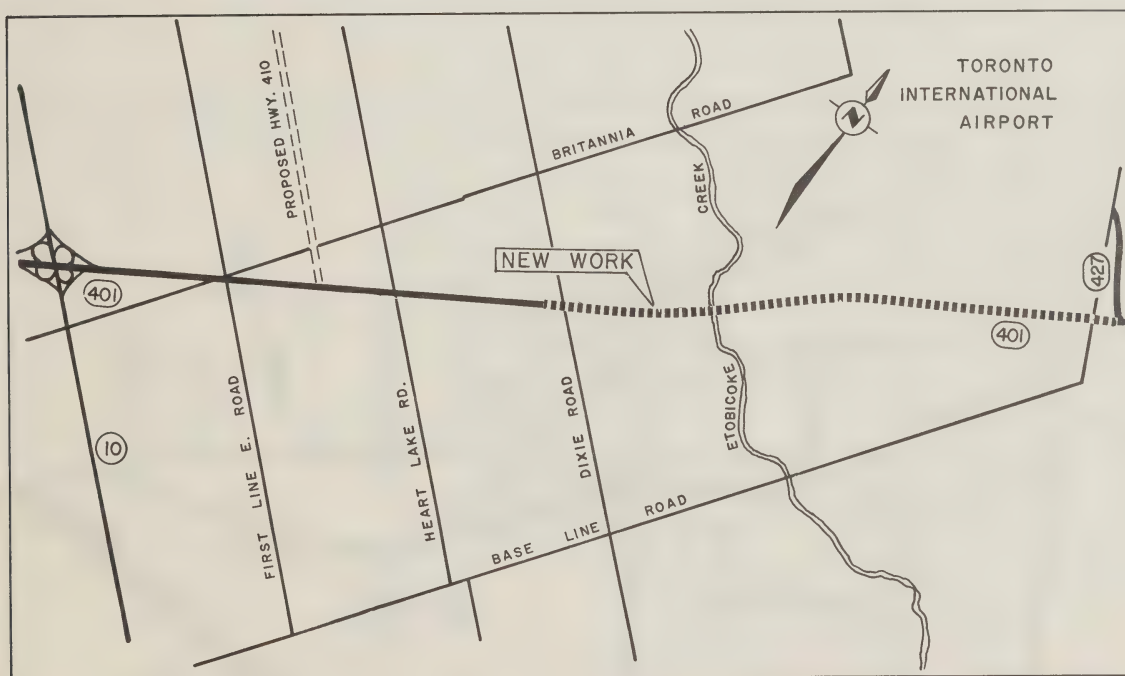 TORONTO
INTERNATIONAL
AIRPORT
N
PROPOSED HWY. 410
BRITANNIA ROAD
CREEK
NEW WORK
401
427
401
10
FIRST LINE E. ROAD
HEART LAKE RD.
DIXIE ROAD
ETOBICOKE
BASE LINE ROAD